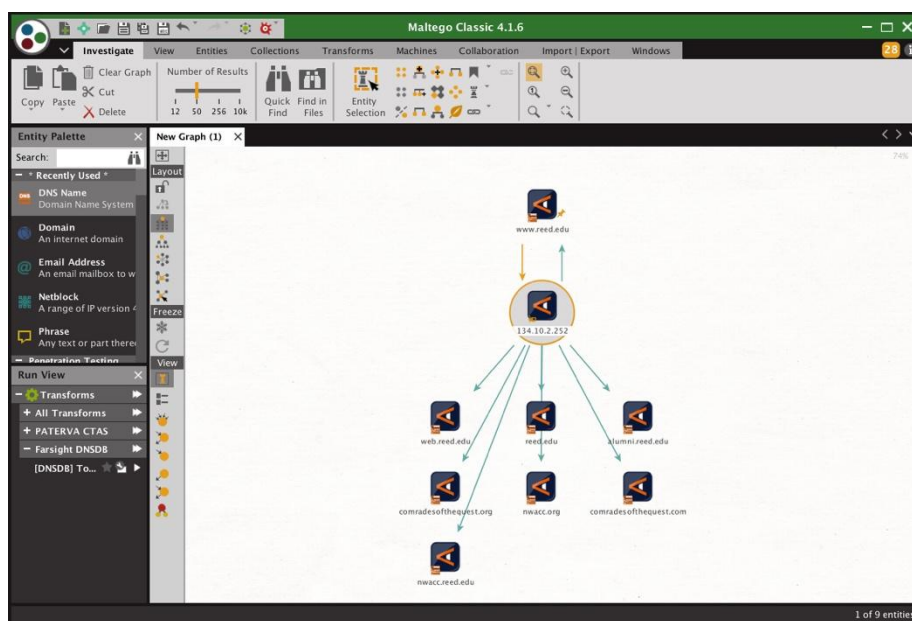 Maltego Classic 4.1.6
Investigate View Entities Collections Transforms Machines Collaboration Import | Export Windows
28
Copy
Paste
Clear Graph
Cut
Delete
Number of Results
12 50 256 10k
Quick Find
Find in Files
Entity Selection
Entity Palette
Search:
* Recently Used *
DNS Name
Domain Name System
Domain
An internet domain
Email Address
An email mailbox to w
Netblock
A range of IP version 4
Phrase
Any text or part there
Penetration Testing
Run View
Transforms
All Transforms
PATERVA CTAS
Farsight DNSDB
[DNSDB] To...
New Graph (1)
Layout
Freeze
View
74%
www.reed.edu
134.10.2.252
web.reed.edu
reed.edu
alumni.reed.edu
comradesofthequest.org
nwacc.org
comradesofthequest.com
nwacc.reed.edu
1 of 9 entities